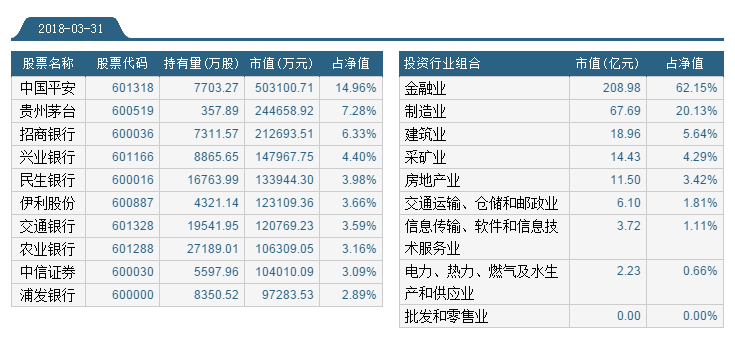 2018-03-31
股票名称 股票代码 持有量(万股) 市值(万元) 占净值
中国平安 601318 7703.27 503100.71 14.96%
贵州茅台 600519 357.89 244658.92 7.28%
招商银行 600036 7311.57 212693.51 6.33%
兴业银行 601166 8865.65 147967.75 4.40%
民生银行 600016 16763.99 133944.30 3.98%
伊利股份 600887 4321.14 123109.36 3.66%
交通银行 601328 19541.95 120769.23 3.59%
农业银行 601288 27189.01 106309.05 3.16%
中信证券 600030 5597.96 104010.09 3.09%
浦发银行 600000 8350.52 97283.53 2.89%
投资行业组合 市值(亿元) 占净值
金融业 208.98 62.15%
制造业 67.69 20.13%
建筑业 18.96 5.64%
采矿业 14.43 4.29%
房地产业 11.50 3.42%
交通运输、仓储和邮政业 6.10 1.81%
信息传输、软件和信息技 3.72 1.11%
术服务业
电力、热力、燃气及水生 2.23 0.66%
产和供应业
批发和零售业 0.00 0.00%